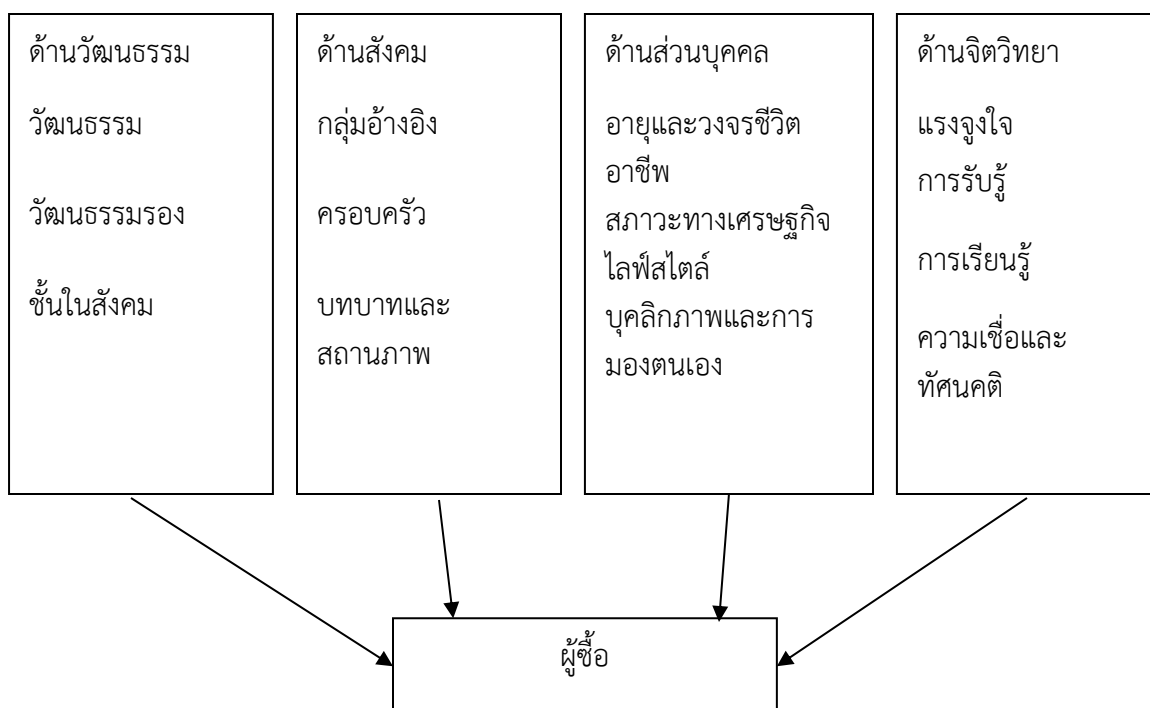 ด้านวัฒนธรรม
วัฒนธรรม
วัฒนธรรมรอง
ชั้นในสังคม
ด้านสังคม
กลุ่มอ้างอิง
ครอบครัว
บทบาทและ
สถานภาพ
ด้านส่วนบุคคล
อายุและวงจรชีวิต
อาชีพ
สภาวะทางเศรษฐกิจ
ไลฟ์สไตล์
บุคลิกภาพและการ
มองตนเอง
ด้านจิตวิทยา
แรงจูงใจ
การรับรู้
การเรียนรู้
ความเชื่อและ
ทัศนคติ
ผู้ซื้อ